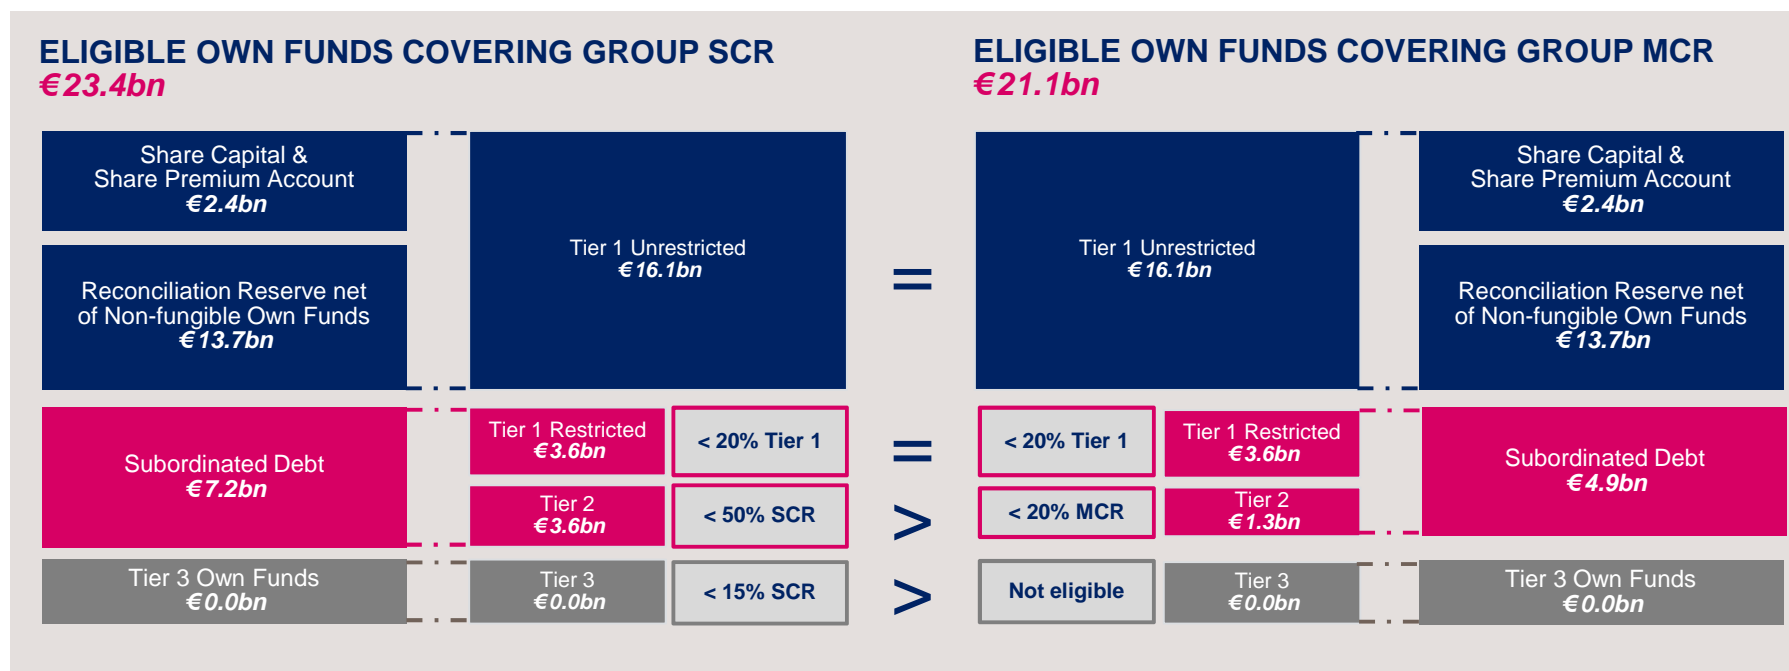 ELIGIBLE OWN FUNDS COVERING GROUP SCR
€23.4bn
Share Capital &
Share Premium Account
€2.4bn
Reconciliation Reserve net
of Non-fungible Own Funds
€13.7bn
Tier 1 Unrestricted
€16.1bn
Subordinated Debt
€7.2bn
Tier 1 Restricted
€3.6bn
< 20% Tier 1
Tier 2
€3.6bn
< 50% SCR
Tier 3 Own Funds
€0.0bn
Tier 3
€0.0bn
< 15% SCR
=
=
>
>
ELIGIBLE OWN FUNDS COVERING GROUP MCR
€21.1bn
Tier 1 Unrestricted
€16.1bn
Share Capital &
Share Premium Account
€2.4bn
Reconciliation Reserve net
of Non-fungible Own Funds
€13.7bn
< 20% Tier 1
Tier 1 Restricted
€3.6bn
< 20% MCR
Tier 2
€1.3bn
Subordinated Debt
€4.9bn
Not eligible
Tier 3
€0.0bn
Tier 3 Own Funds
€0.0bn